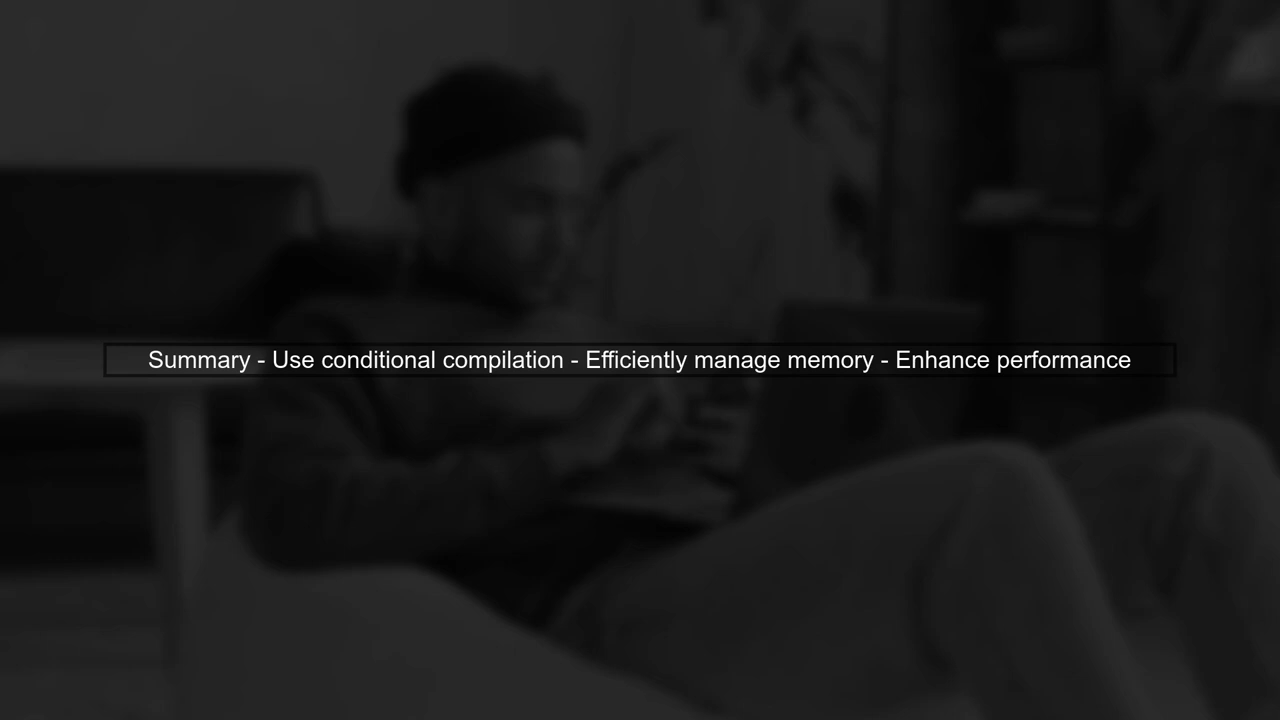 Summary - Use conditional compilation - Efficiently manage memory - Enhance performance